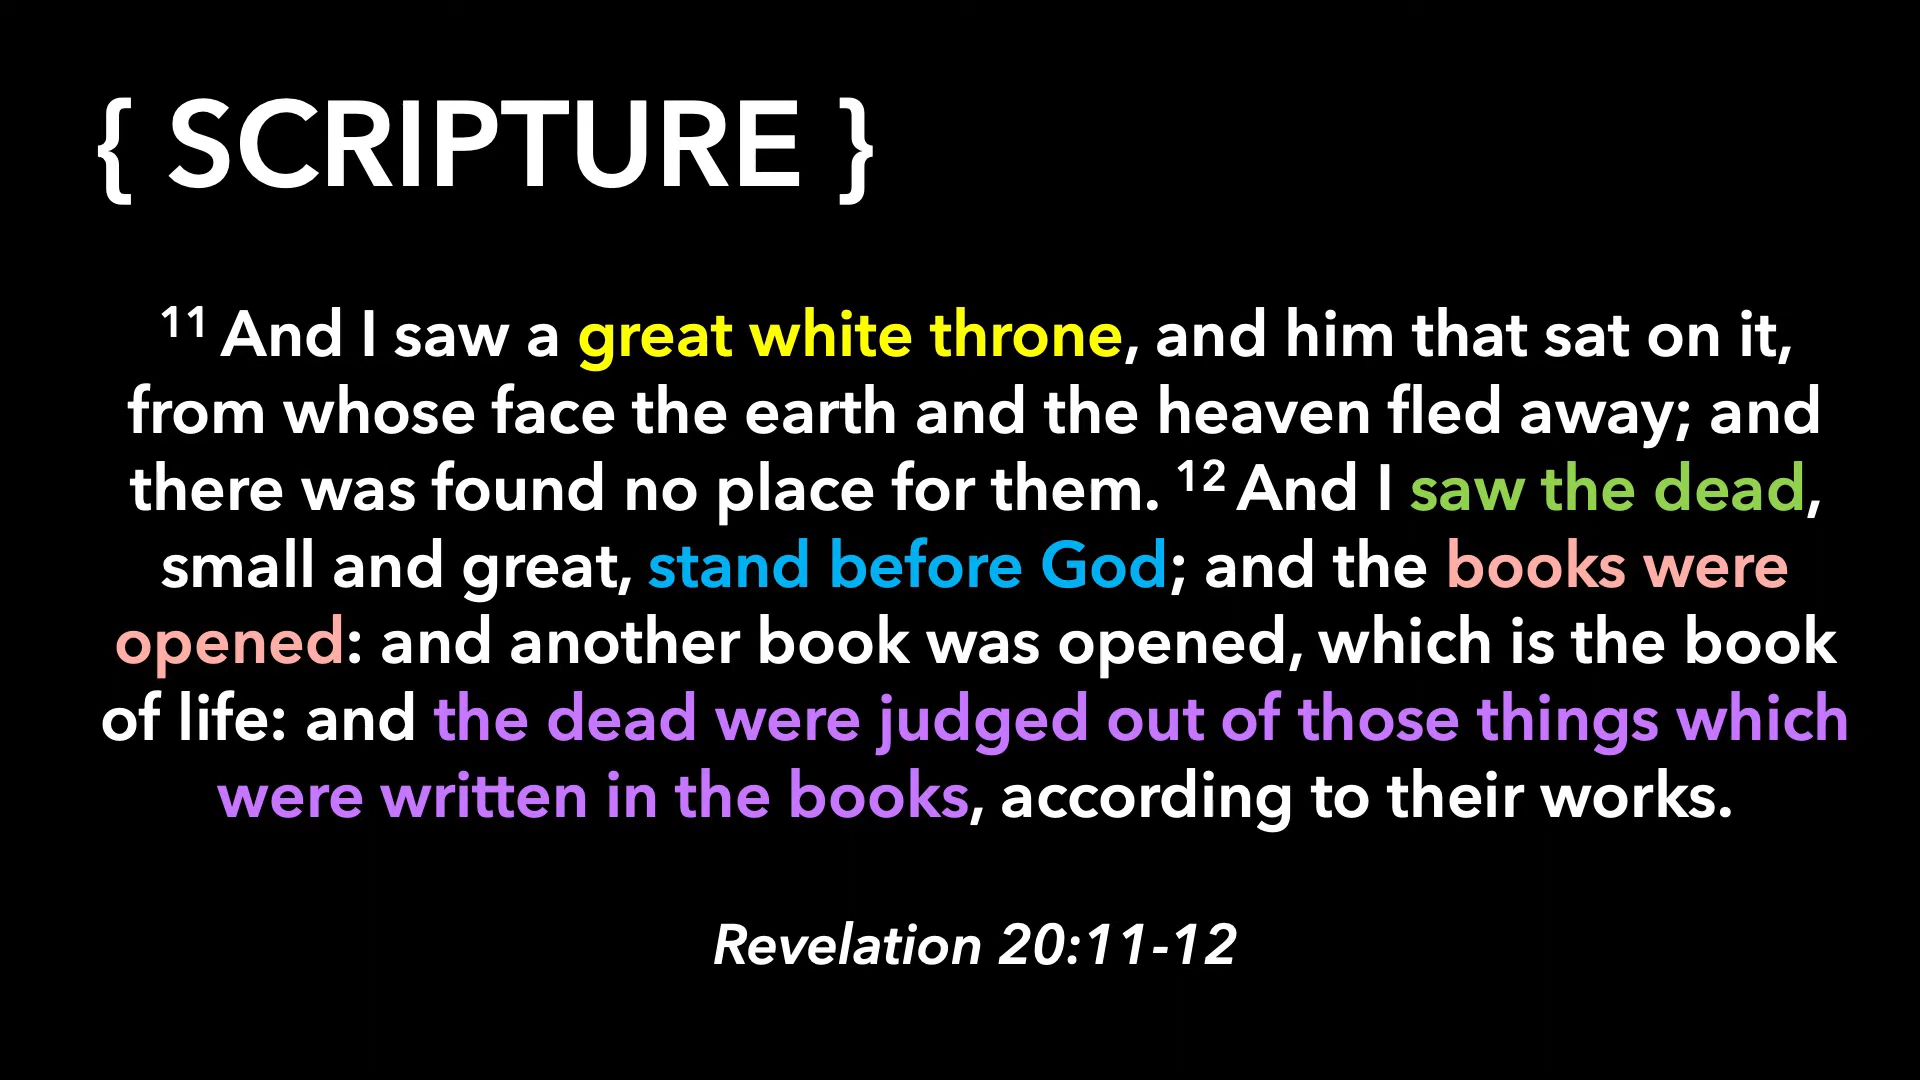 { SCRIPTURE }
11 And I saw a great white throne, and him that sat on it,
from whose face the earth and the heaven fled away; and
there was found no place for them. 12 And I saw the dead,
small and great, stand before God; and the books were
opened: and another book was opened, which is the book
of life: and the dead were judged out of those things which
were written in the books, according to their works.
Revelation 20:11-12